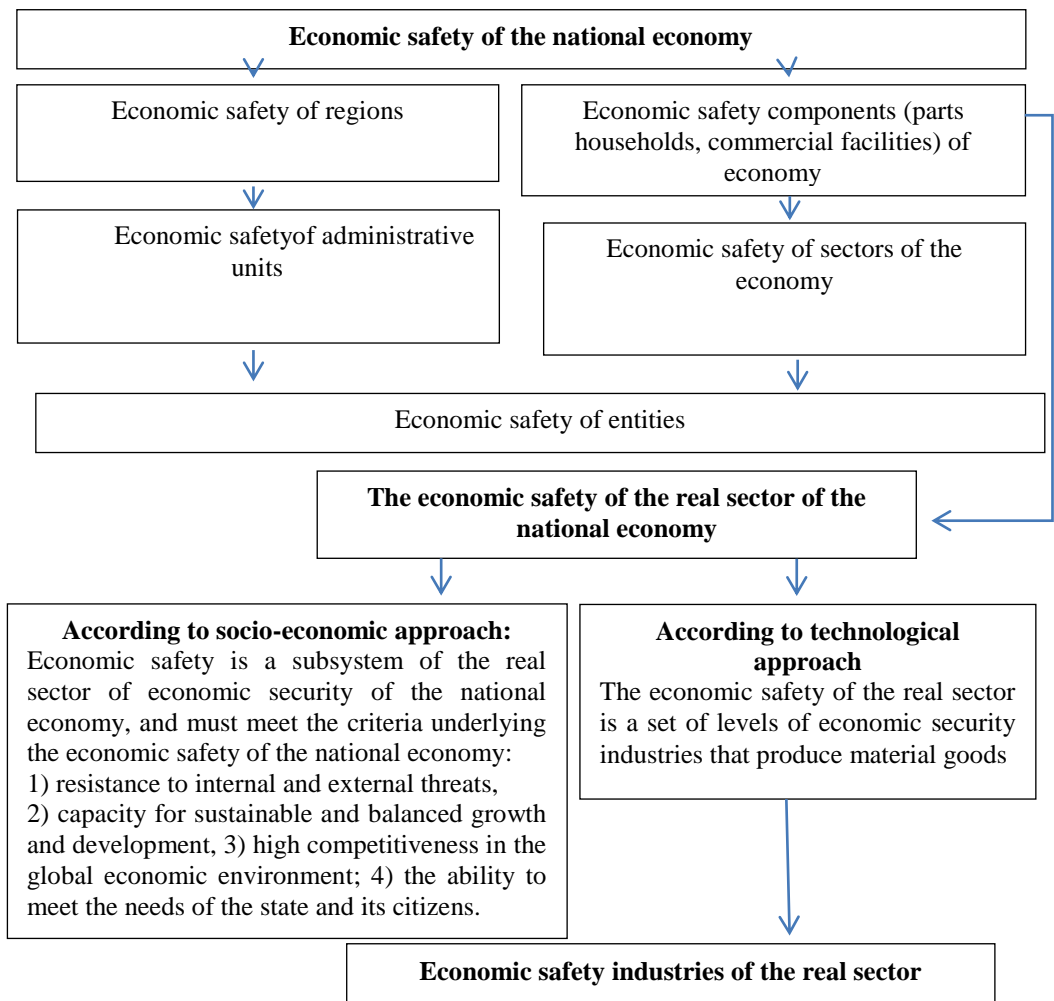 Economic safety of the national economy
Economic safety of regions
Economic safety components (parts
households, commercial facilities) of
economy
Economic safetyof administrative
units
Economic safety of sectors of the
economy
Economic safety of entities
The economic safety of the real sector of the
national economy
According to socio-economic approach:
Economic safety is a subsystem of the real
sector of economic security of the national
economy, and must meet the criteria underlying
the economic safety of the national economy:
1) resistance to internal and external threats,
2) capacity for sustainable and balanced growth
and development, 3) high competitiveness in the
global economic environment; 4) the ability to
meet the needs of the state and its citizens.
According to technological
approach
The economic safety of the real sector
is a set of levels of economic security
industries that produce material goods
Economic safety industries of the real sector